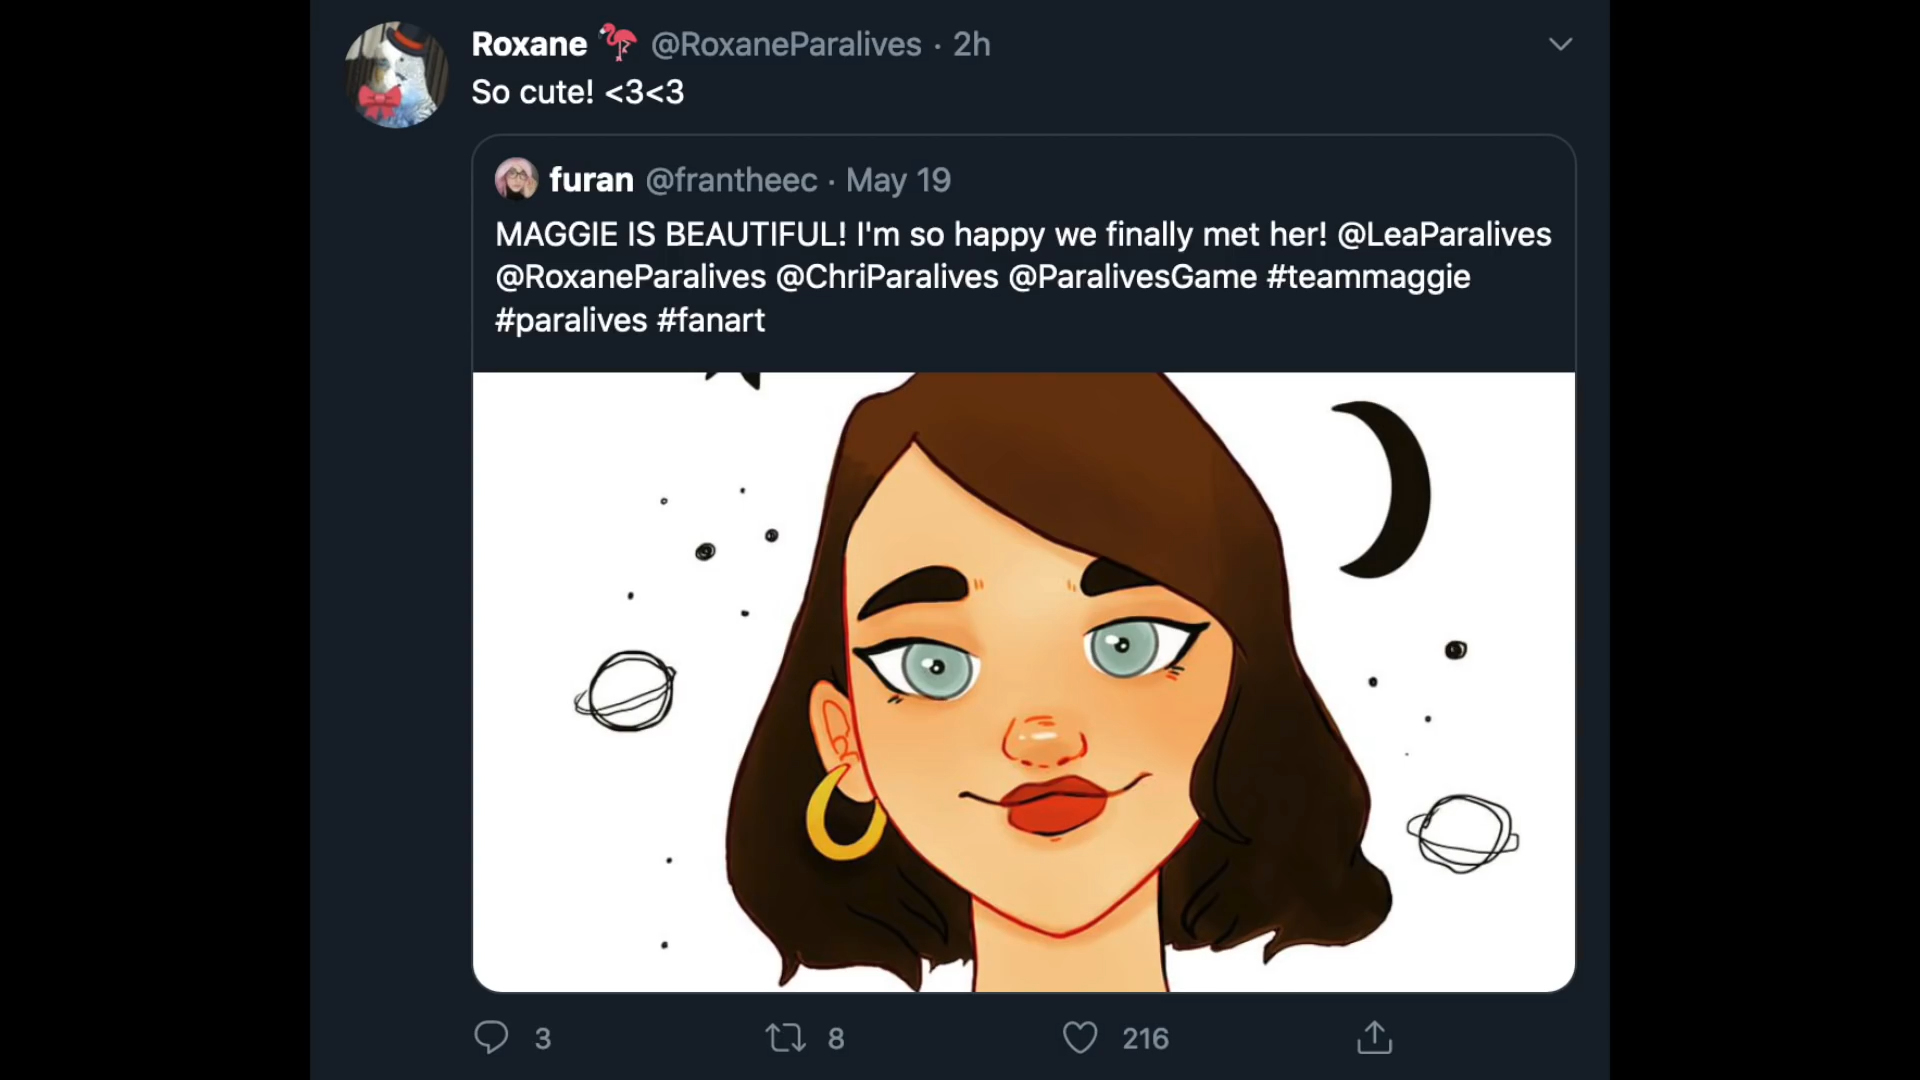 Roxane 🦩 @RoxaneParalives · 2h
So cute! <3<3
furan @frantheec · May 19
MAGGIE IS BEAUTIFUL! I'm so happy we finally met her! @LeaParalives
@RoxaneParalives @ChriParalives @ParalivesGame #teammaggie
#paralives #fanart
3 8 216